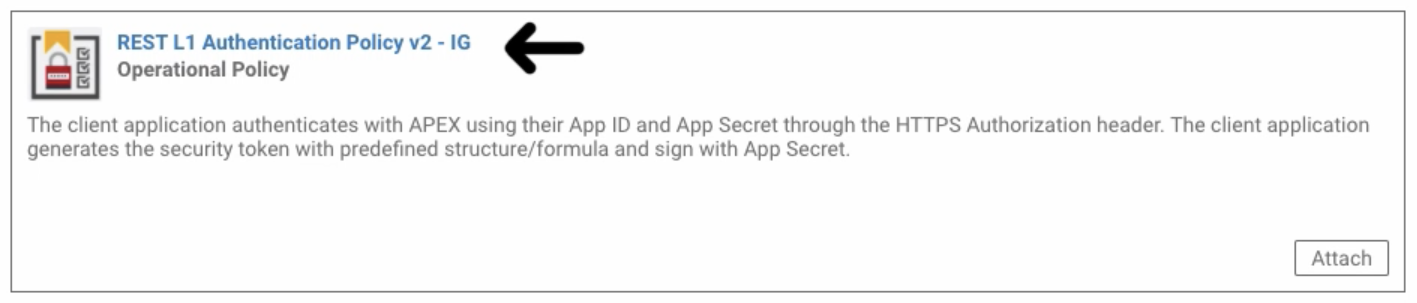 REST L1 Authentication Policy v2 - IG
Operational Policy
The client application authenticates with APEX using their App ID and App Secret through the HTTPS Authorization header. The client application
generates the security token with predefined structure/formula and sign with App Secret.
Attach